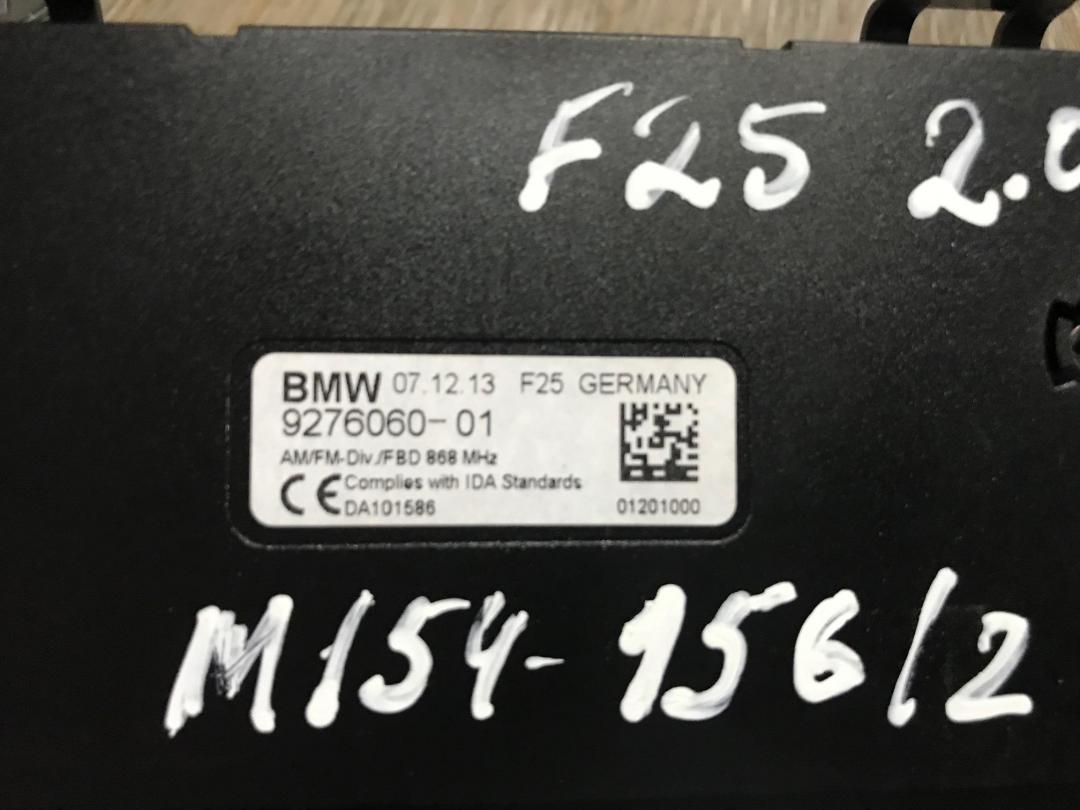 F25 2.0
BMW 07.12.13 F25 GERMANY
9276060-01
AM/FM-Div./FBD 868 MHz
CE Complies with IDA Standards
DA101586
01201000
M154-156/2